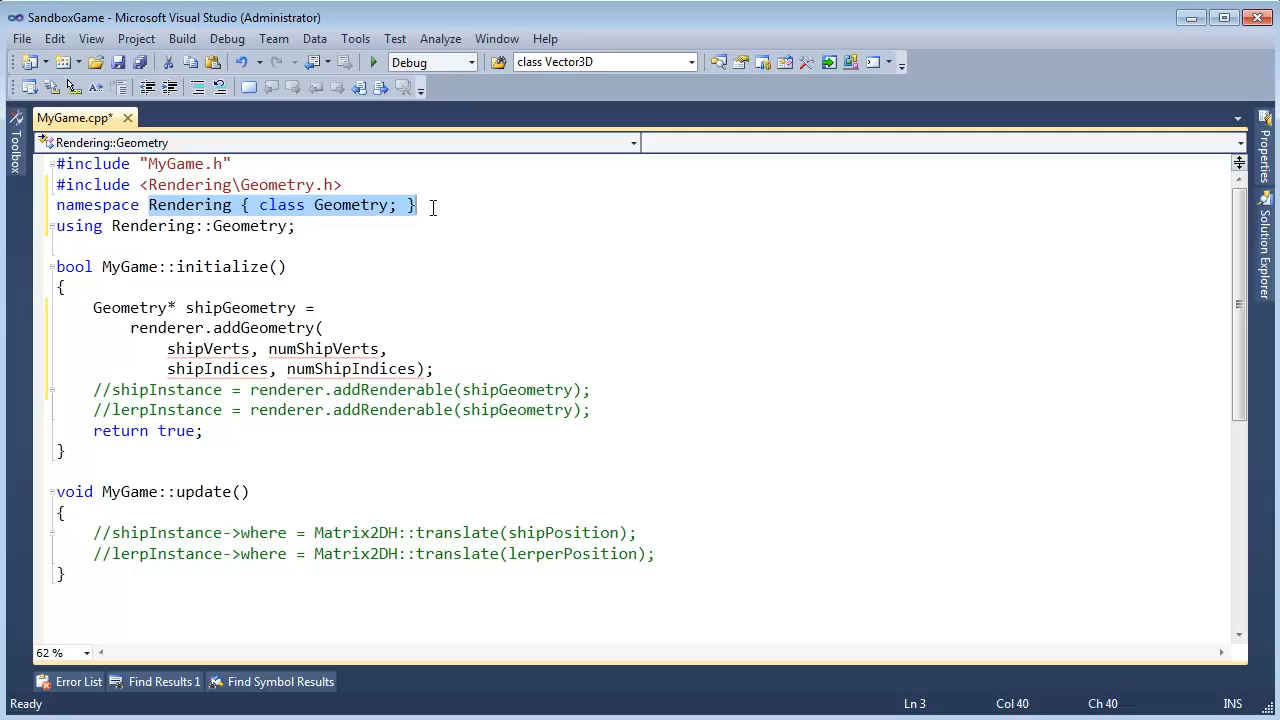 SandboxGame - Microsoft Visual Studio (Administrator)
File Edit View Project Build Debug Team Data Tools Test Analyze Window Help
Debug class Vector3D
MyGame.cpp*
Toolbox
Rendering::Geometry
#include "MyGame.h"
#include <Rendering\Geometry.h>
namespace Rendering { class Geometry; }
using Rendering::Geometry;
bool MyGame::initialize()
{
Geometry* shipGeometry =
renderer.addGeometry(
shipVerts, numShipVerts,
shipIndices, numShipIndices);
//shipInstance = renderer.addRenderable(shipGeometry);
//lerpInstance = renderer.addRenderable(shipGeometry);
return true;
}
void MyGame::update()
{
//shipInstance->where = Matrix2DH::translate(shipPosition);
//lerpInstance->where = Matrix2DH::translate(lerperPosition);
}
Properties
Solution Explorer
62 %
Error List Find Results 1 Find Symbol Results
Ready Ln 3 Col 40 Ch 40 INS